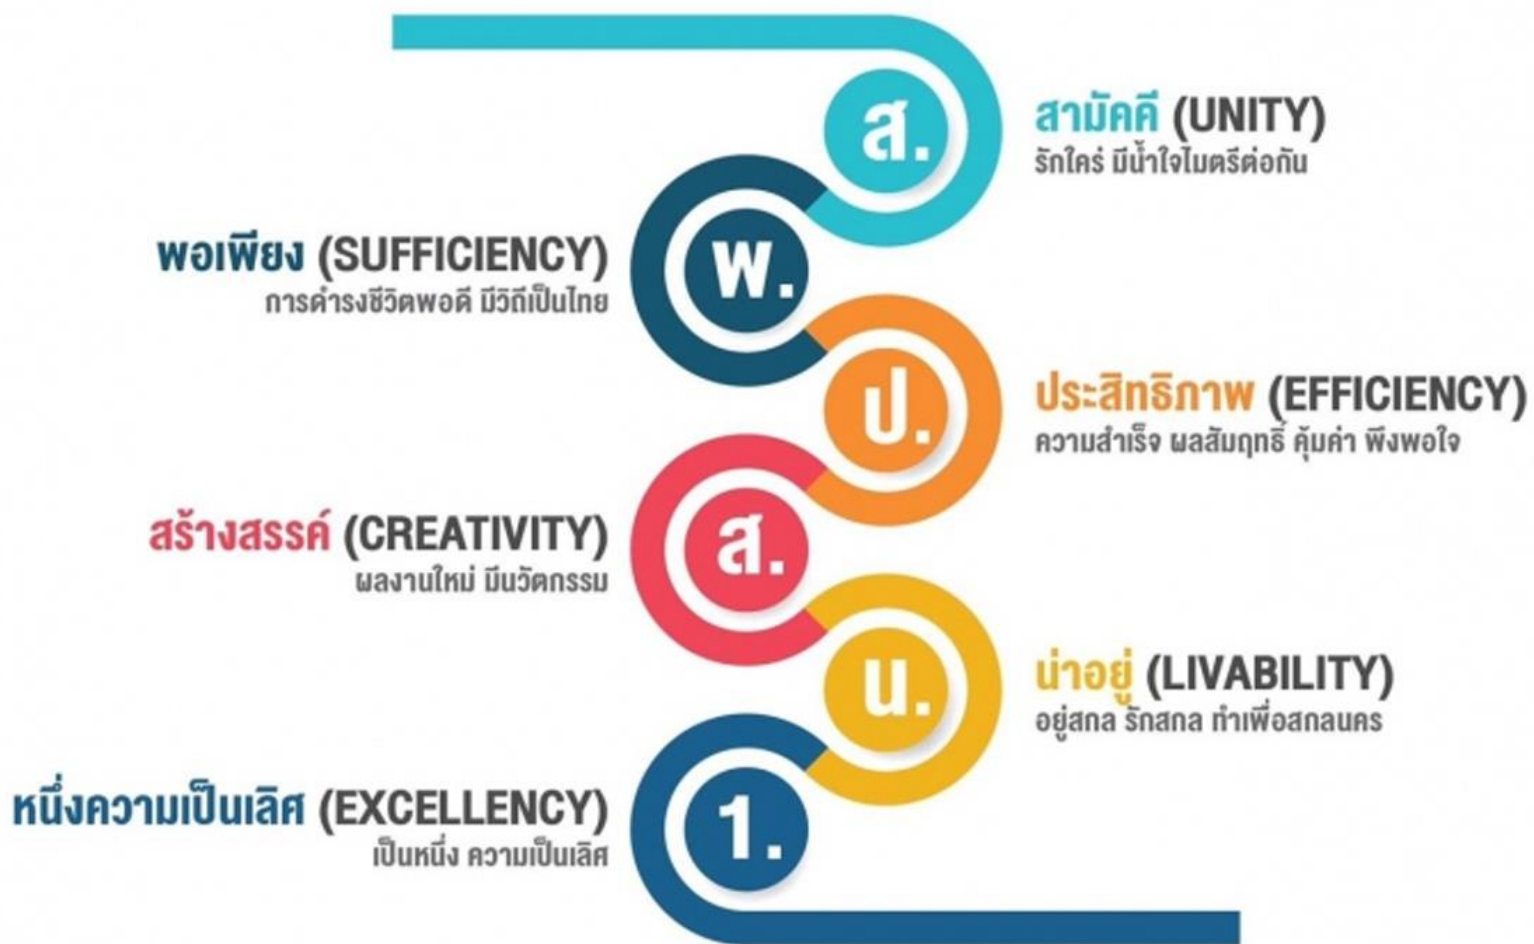 ส.
สามัคคี (UNITY)
รักใคร่ มีน้ำใจไมตรีต่อกัน
พอเพียง (SUFFICIENCY)
การดำรงชีวิตพอดี มีวิถีเป็นไทย
พ.
ป.
ประสิทธิภาพ (EFFICIENCY)
ความสำเร็จ ผลสัมฤทธิ์ คุ้มค่า พึงพอใจ
สร้างสรรค์ (CREATIVITY)
ผลงานใหม่ มีนวัตกรรม
ส.
น.
น่าอยู่ (LIVABILITY)
อยู่สกล รักสกล ทำเพื่อสกลนคร
หนึ่งความเป็นเลิศ (EXCELLENCY)
เป็นหนึ่ง ความเป็นเลิศ
1.